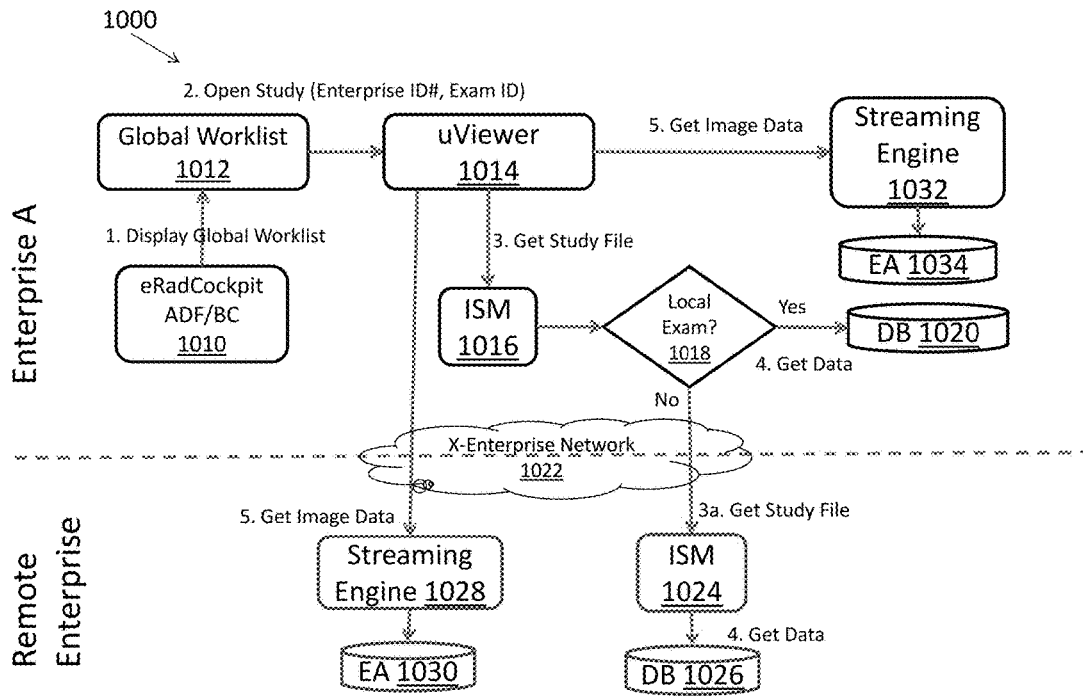 1000
2. Open Study (Enterprise ID#, Exam ID)
Global Worklist
1012
uViewer
1014
5. Get Image Data
Streaming
Engine
1032
1. Display Global Worklist
3. Get Study File
EA 1034
eRadCockpit
ADF/BC
1010
ISM
1016
Local
Exam?
1018
Yes
DB 1020
4. Get Data
No
Enterprise A
X-Enterprise Network
1022
5. Get Image Data
3a. Get Study File
Streaming
Engine 1028
ISM
1024
4. Get Data
EA 1030
DB 1026
Remote
Enterprise